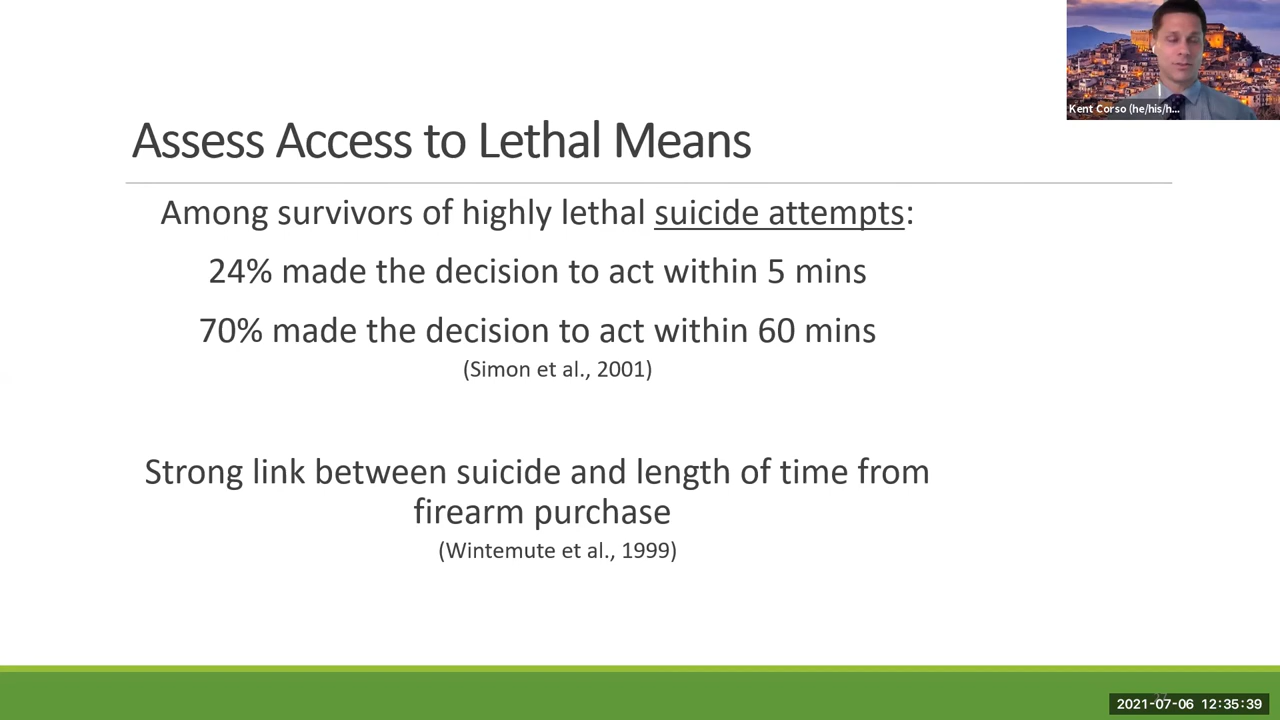 Kent Corso (he/his/h...
Assess Access to Lethal Means
Among survivors of highly lethal suicide attempts:
24% made the decision to act within 5 mins
70% made the decision to act within 60 mins
(Simon et al., 2001)
Strong link between suicide and length of time from
firearm purchase
(Wintemute et al., 1999)
2021-07-06 12:35:39